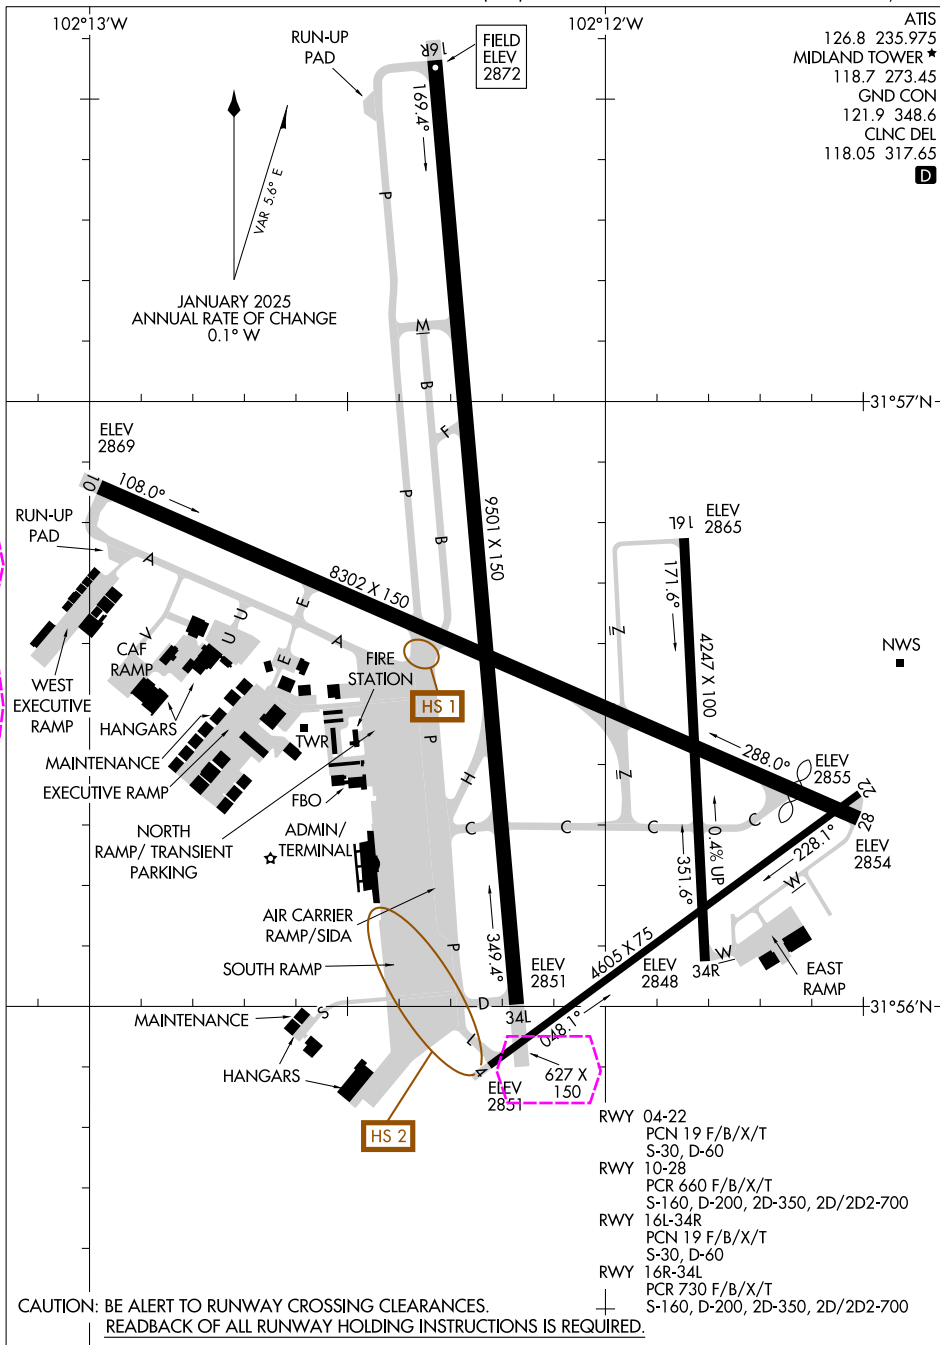 102°13'W
102°12'W
ATIS
126.8 235.975
MIDLAND TOWER★
118.7 273.45
GND CON
121.9 348.6
CLNC DEL
118.05 317.65
D
RUN-UP
PAD
16R
FIELD
ELEV
2872
169.4°
VAR 5.6° E
P
JANUARY 2025
ANNUAL RATE OF CHANGE
0.1° W
M
B
31°57'N
F
ELEV
2869
10
108.0°
P
9501 X 150
RUN-UP
PAD
A
B
16L
ELEV
2865
171.6°
8302 X 150
E
U
U
V
A
Z
4247 X 100
NWS
CAF
RAMP
E
FIRE
STATION
WEST
EXECUTIVE
RAMP
HS 1
HANGARS
TWR
P
288.0°
MAINTENANCE
H
Z
ELEV
2855
EXECUTIVE RAMP
FBO
22
NORTH
RAMP/ TRANSIENT
PARKING
ADMIN/
TERMINAL
C
C
C
C
28
0.4% UP
228.1°
ELEV
2854
351.6°
W
AIR CARRIER
RAMP/SIDA
349.4°
P
4605 X 75
SOUTH RAMP
ELEV
2851
ELEV
2848
34R
W
EAST
RAMP
S
D
34L
31°56'N
MAINTENANCE
048.1°
L
HANGARS
4
ELEV
2851
627 X
150
HS 2
RWY 04-22
PCN 19 F/B/X/T
S-30, D-60
RWY 10-28
PCR 660 F/B/X/T
S-160, D-200, 2D-350, 2D/2D2-700
RWY 16L-34R
PCN 19 F/B/X/T
S-30, D-60
RWY 16R-34L
PCR 730 F/B/X/T
S-160, D-200, 2D-350, 2D/2D2-700
CAUTION: BE ALERT TO RUNWAY CROSSING CLEARANCES.
READBACK OF ALL RUNWAY HOLDING INSTRUCTIONS IS REQUIRED.